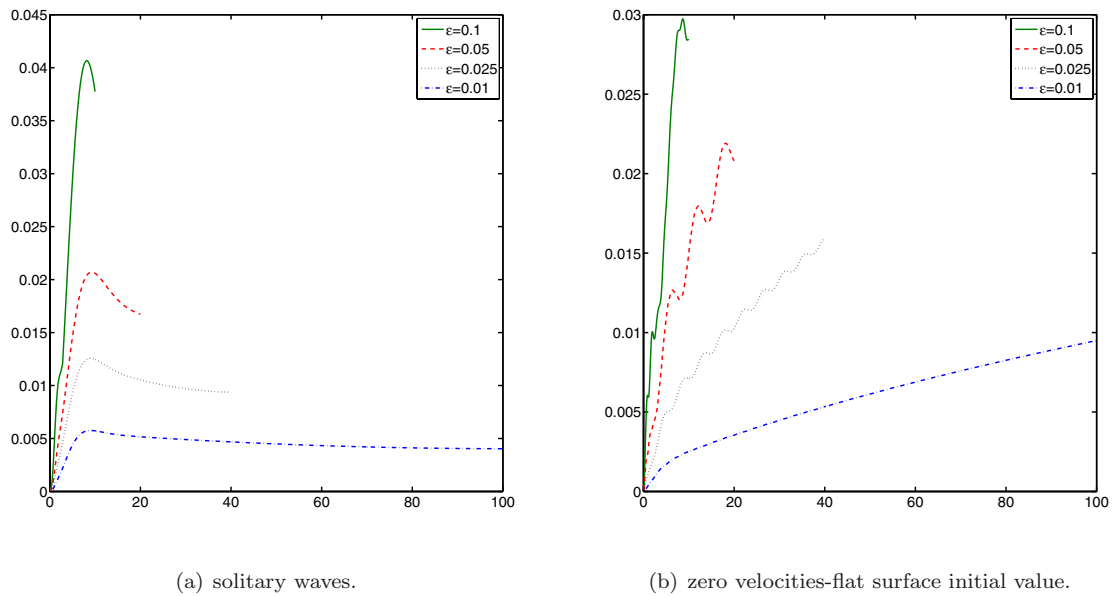 0.045
0.04
0.035
0.03
0.025
0.02
0.015
0.01
0.005
0
0 20 40 60 80 100
ε=0.1
ε=0.05
ε=0.025
ε=0.01
(a) solitary waves.
0.03
0.025
0.02
0.015
0.01
0.005
0
0 20 40 60 80 100
ε=0.1
ε=0.05
ε=0.025
ε=0.01
(b) zero velocities-flat surface initial value.